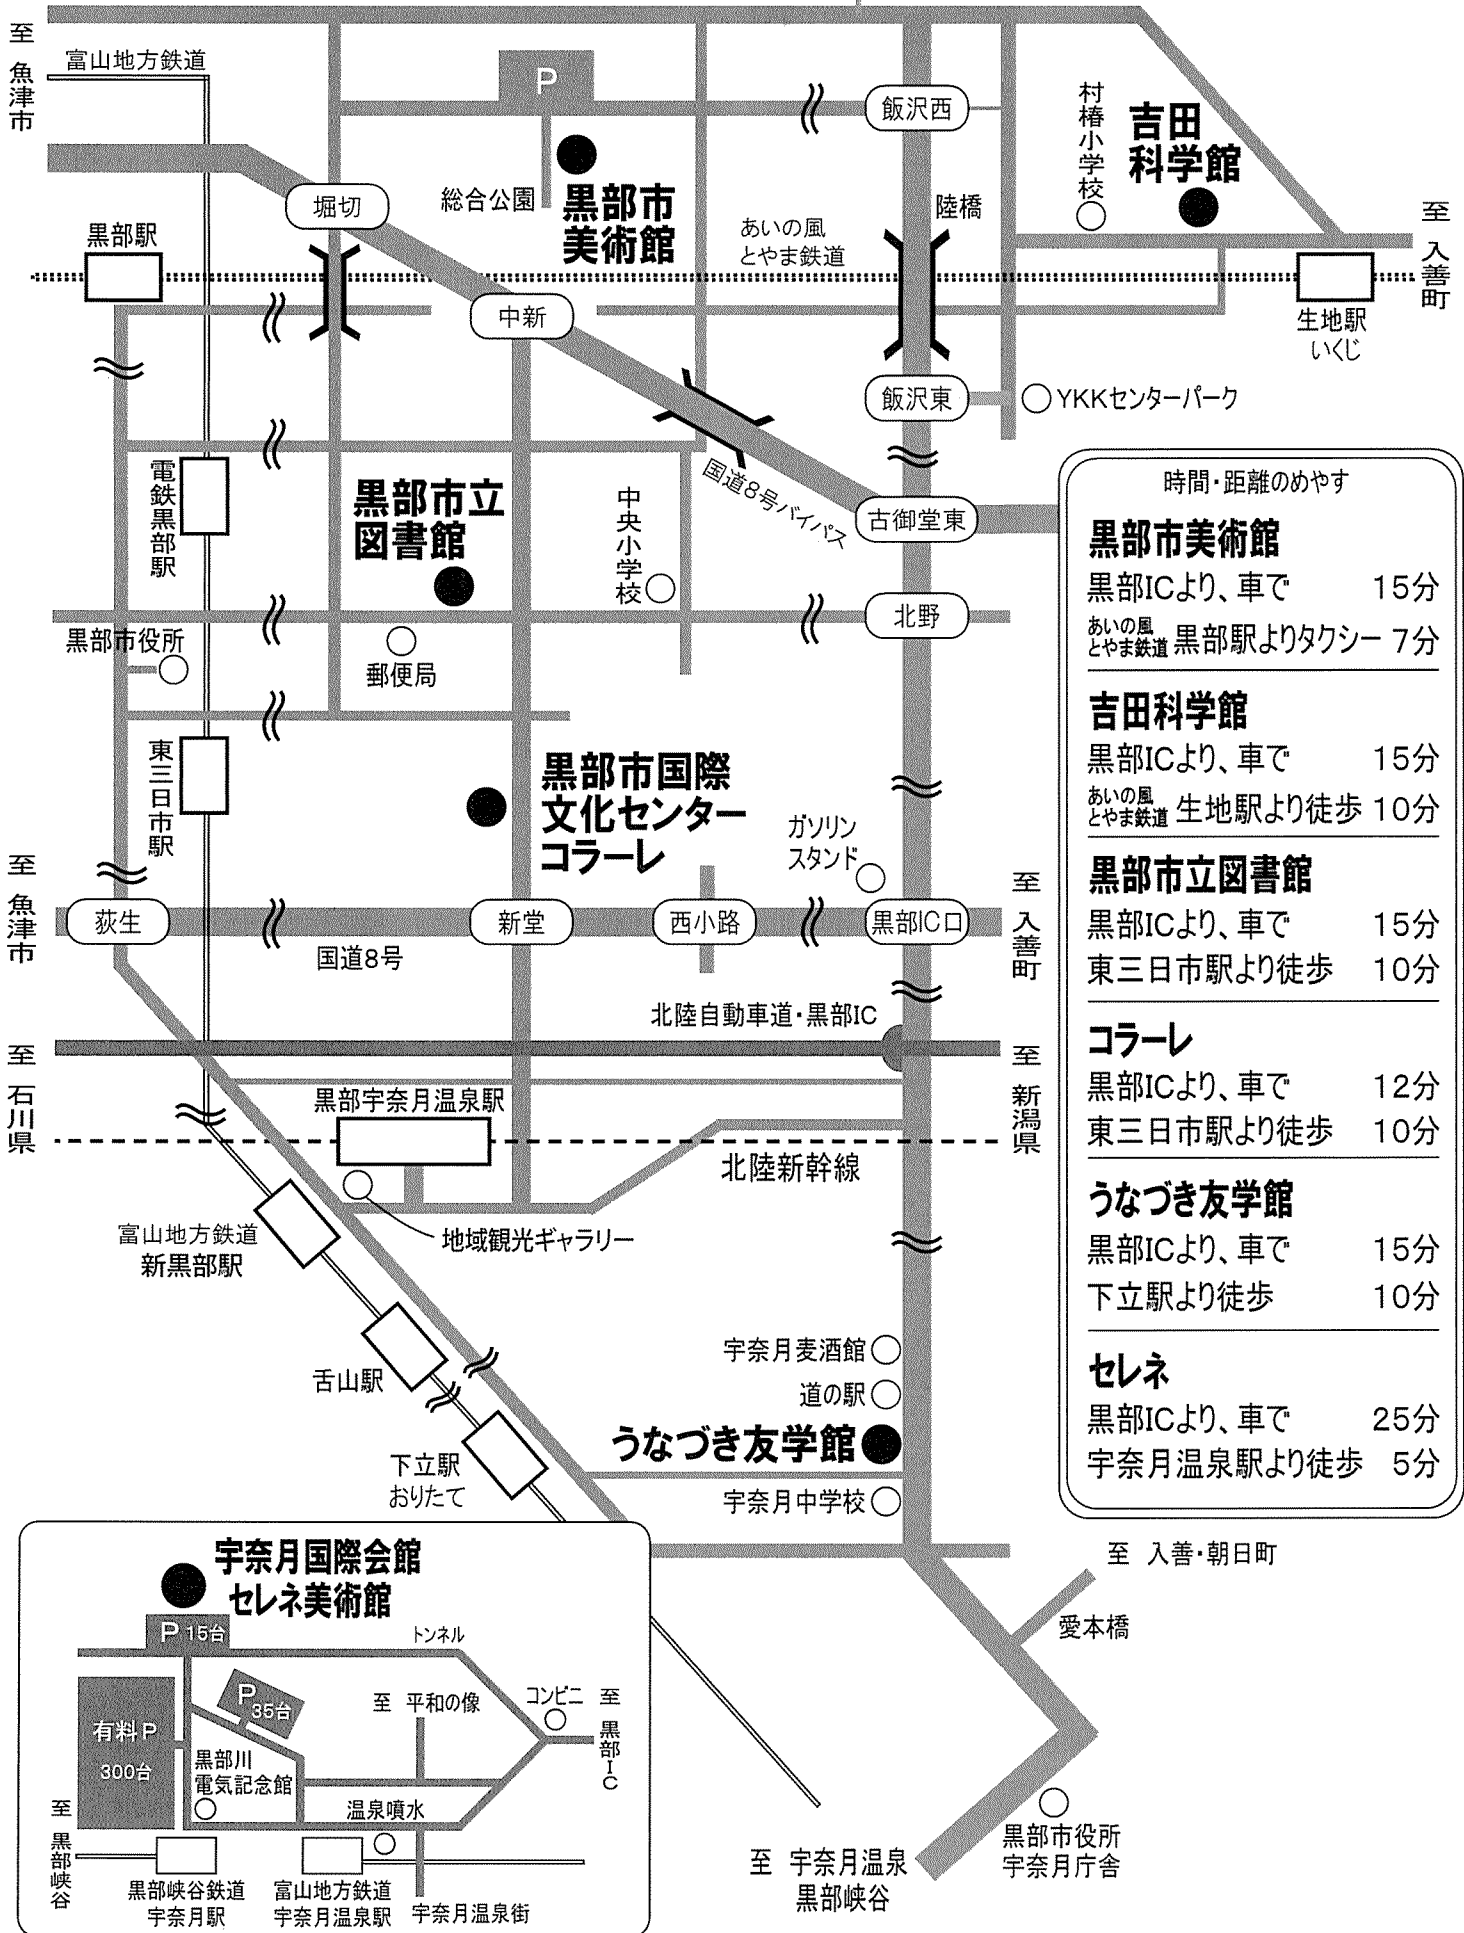 至 魚津市
富山地方鉄道
P
飯沢西
村椿小学校
吉田
科学館
堀切
総合公園
黒部市
美術館
陸橋
あいの風
とやま鉄道
至 入善町
黒部駅
中新
生地駅
いくじ
飯沢東
YKKセンターパーク
電鉄黒部駅
黒部市立
図書館
中央小学校
国道8号バイパス
古御堂東
北野
黒部市役所
郵便局
東三日市駅
黒部市国際
文化センター
コラーレ
ガソリン
スタンド
至 魚津市
荻生
新堂
西小路
黒部IC口
至 入善町
国道8号
北陸自動車道・黒部IC
至 石川県
至 新潟県
黒部宇奈月温泉駅
北陸新幹線
地域観光ギャラリー
富山地方鉄道
新黒部駅
舌山駅
宇奈月麦酒館
道の駅
うなづき友学館
下立駅
おりたて
宇奈月中学校
至 入善・朝日町
愛本橋
黒部市役所
宇奈月庁舎
至 宇奈月温泉
黒部峡谷
時間・距離のめやす
黒部市美術館
黒部ICより、車で 15分
あいの風
とやま鉄道 黒部駅よりタクシー 7分
吉田科学館
黒部ICより、車で 15分
あいの風
とやま鉄道 生地駅より徒歩 10分
黒部市立図書館
黒部ICより、車で 15分
東三日市駅より徒歩 10分
コラーレ
黒部ICより、車で 12分
東三日市駅より徒歩 10分
うなづき友学館
黒部ICより、車で 15分
下立駅より徒歩 10分
セレネ
黒部ICより、車で 25分
宇奈月温泉駅より徒歩 5分
宇奈月国際会館
セレネ美術館
P 15台
トンネル
P 35台
至 平和の像
コンビニ
至 黒部IC
有料P
300台
黒部川
電気記念館
温泉噴水
至 黒部峡谷
黒部峡谷鉄道
宇奈月駅
富山地方鉄道
宇奈月温泉駅
宇奈月温泉街